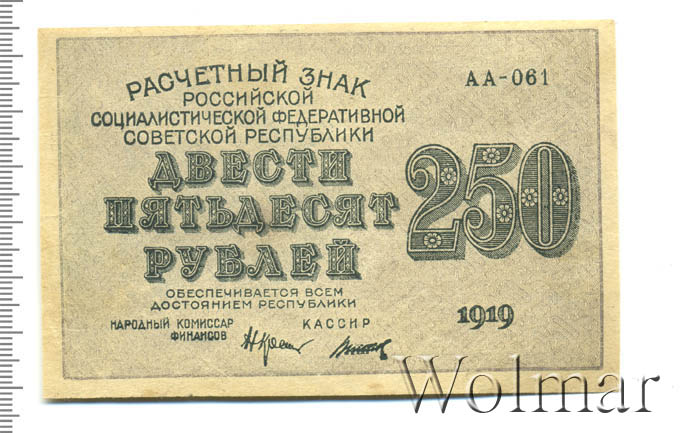 РАСЧЕТНЫЙ ЗНАК
РОССИЙСКОЙ
СОЦИАЛИСТИЧЕСКОЙ ФЕДЕРАТИВНОЙ
СОВЕТСКОЙ РЕСПУБЛИКИ
АА-061
ДВЕСТИ
ПЯТЬДЕСЯТ
РУБЛЕЙ
250
ОБЕСПЕЧИВАЕТСЯ ВСЕМ
ДОСТОЯНИЕМ РЕСПУБЛИКИ
НАРОДНЫЙ КОМИССАР
ФИНАНСОВ
КАССИР
1919
Wolmar